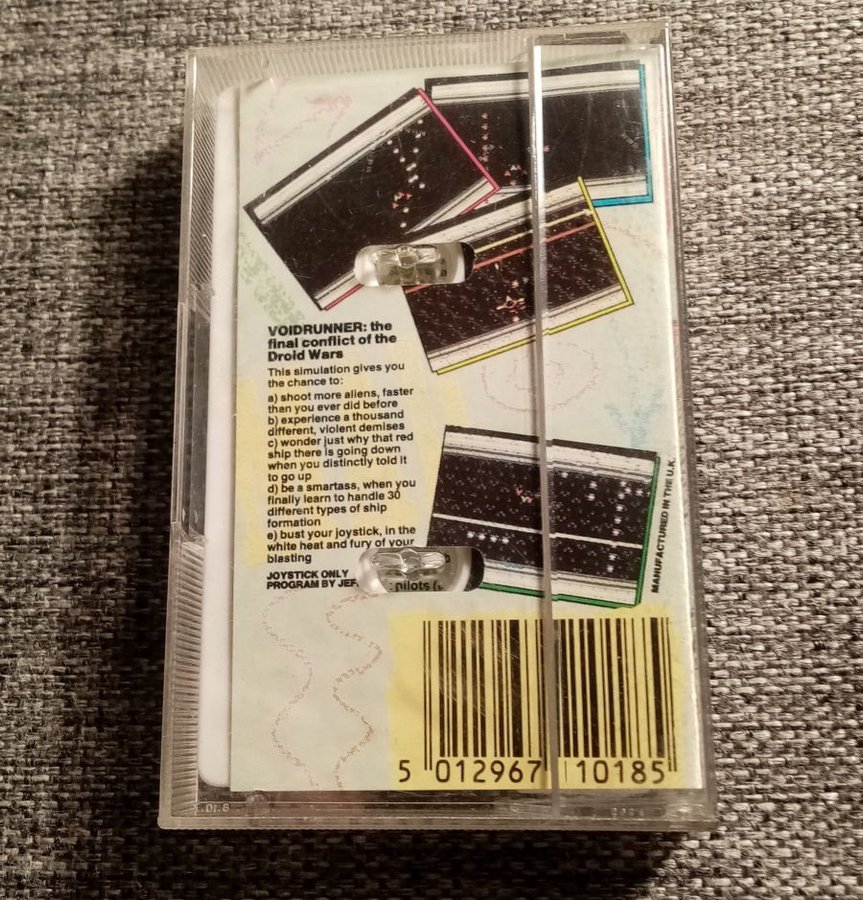 VOIDRUNNER: the
final conflict of the
Droid Wars
This simulation gives you
the chance to:
a) shoot more aliens, faster
than you ever did before
b) experience a thousand
different, violent demises
c) wonder just why that red
ship there is going down
when you distinctly told it
to go up
d) be a smartass, when you
finally learn to handle 30
different types of ship
formation
e) bust your joystick, in the
white heat and fury of your
blasting
JOYSTICK ONLY
PROGRAM BY JEF
pilots
MANUFACTURED IN THE U.K.
5 012967 110185